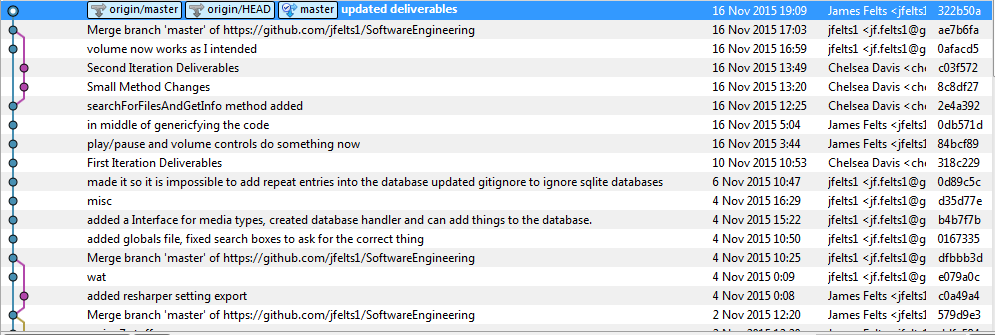 origin/master origin/HEAD master updated deliverables 16 Nov 2015 19:09 James Felts <jfelts1 322b50a
Merge branch 'master' of https://github.com/jfelts1/SoftwareEngineering 16 Nov 2015 17:03 jfelts1 <jf.felts1@g ae7b6fa
volume now works as I intended 16 Nov 2015 16:59 jfelts1 <jf.felts1@g 0afacd5
Second Iteration Deliverables 16 Nov 2015 13:49 Chelsea Davis <che c03f572
Small Method Changes 16 Nov 2015 13:20 Chelsea Davis <che 8c8df27
searchForFilesAndGetInfo method added 16 Nov 2015 12:25 Chelsea Davis <che 2e4a392
in middle of genericfying the code 16 Nov 2015 5:04 James Felts <jfelts1 0db571d
play/pause and volume controls do something now 16 Nov 2015 3:44 James Felts <jfelts1 84bcf89
First Iteration Deliverables 10 Nov 2015 10:53 Chelsea Davis <che 318c229
made it so it is impossible to add repeat entries into the database updated gitignore to ignore sqlite databases 6 Nov 2015 10:47 jfelts1 <jf.felts1@g 0d89c5c
misc 4 Nov 2015 16:29 jfelts1 <jf.felts1@g d35d77e
added a Interface for media types, created database handler and can add things to the database. 4 Nov 2015 15:22 jfelts1 <jf.felts1@g b4b7f7b
added globals file, fixed search boxes to ask for the correct thing 4 Nov 2015 10:50 jfelts1 <jf.felts1@g 0167335
Merge branch 'master' of https://github.com/jfelts1/SoftwareEngineering 4 Nov 2015 10:25 jfelts1 <jf.felts1@g dfbbb3d
wat 4 Nov 2015 0:09 jfelts1 <jf.felts1@g e079a0c
added resharper setting export 4 Nov 2015 0:08 James Felts <jfelts1 c0a49a4
Merge branch 'master' of https://github.com/jfelts1/SoftwareEngineering 2 Nov 2015 12:20 James Felts <jfelts1 579d9e3